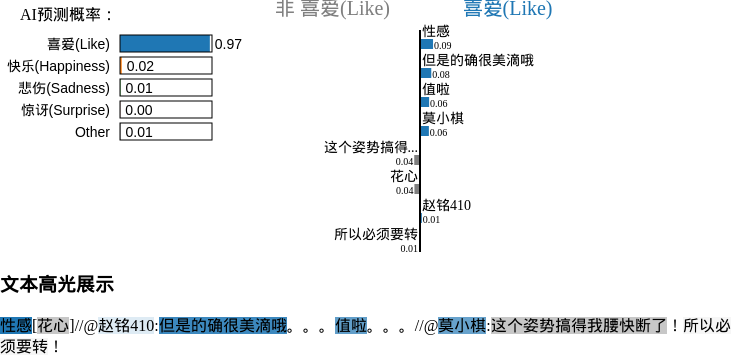 AI预测概率：
喜爱(Like) 0.97
快乐(Happiness) 0.02
悲伤(Sadness) 0.01
惊讶(Surprise) 0.00
Other 0.01
非 喜爱(Like) 喜爱(Like)
性感
0.09
但是的确很美滴哦
0.08
值啦
0.06
莫小棋
0.06
这个姿势搞得...
0.04
花心
0.04
赵铭410
0.01
所以必须要转
0.01
文本高光展示
性感[花心]//@赵铭410:但是的确很美滴哦。。。值啦。。。//@莫小棋:这个姿势搞得我腰快断了！所以必
须要转！